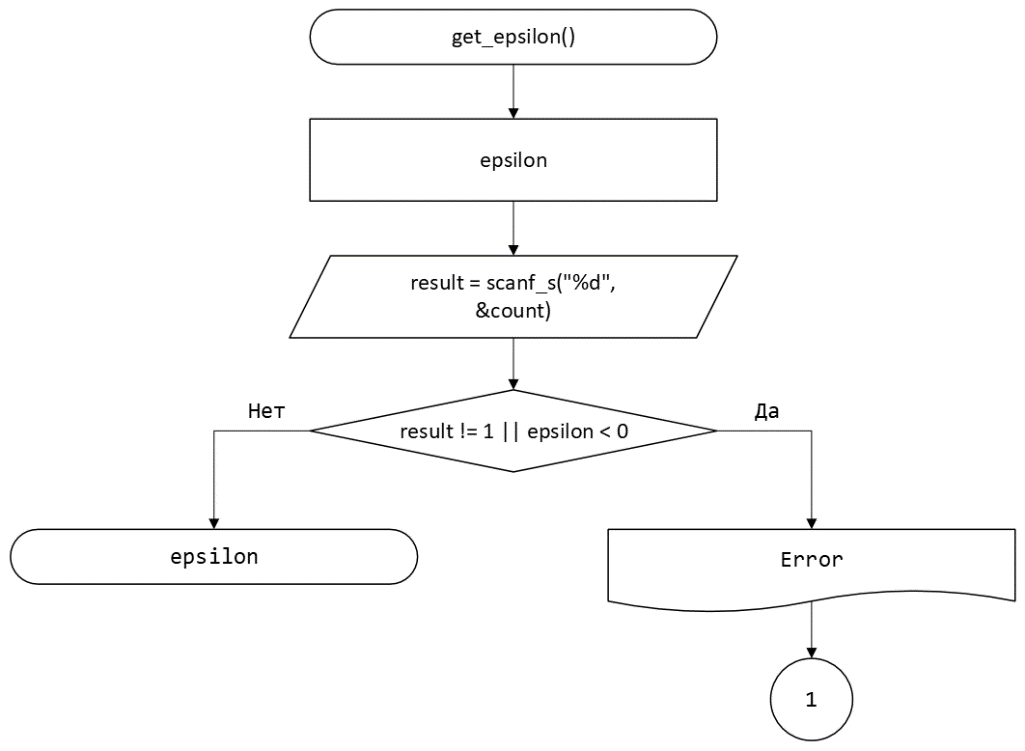 get_epsilon()
epsilon
result = scanf_s("%d",
&count)
Нет
Да
result != 1 || epsilon < 0
epsilon
Error
1